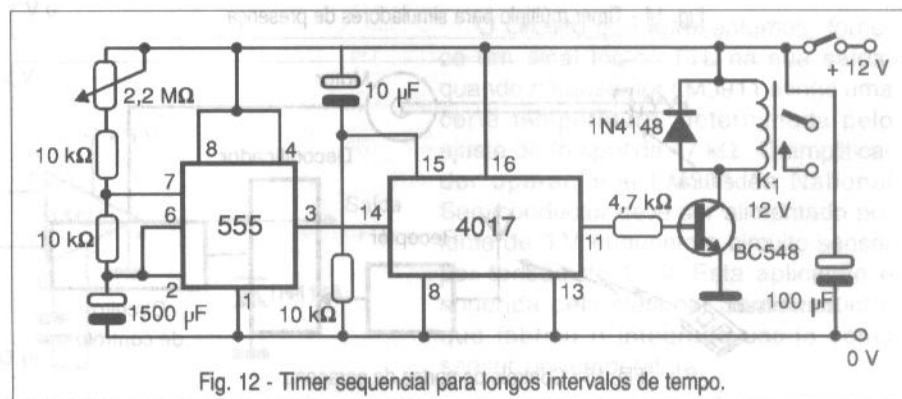 2,2 MΩ
10 µF
+ 12 V
1N4148
10 kΩ
8
4
15
16
7
K1
12 V
6
555
3
14
4017
4,7 kΩ
10 kΩ
11
BC548
2
1500 µF
1
10 kΩ
8
13
100 µF
0 V
Fig. 12 - Timer sequencial para longos intervalos de tempo.